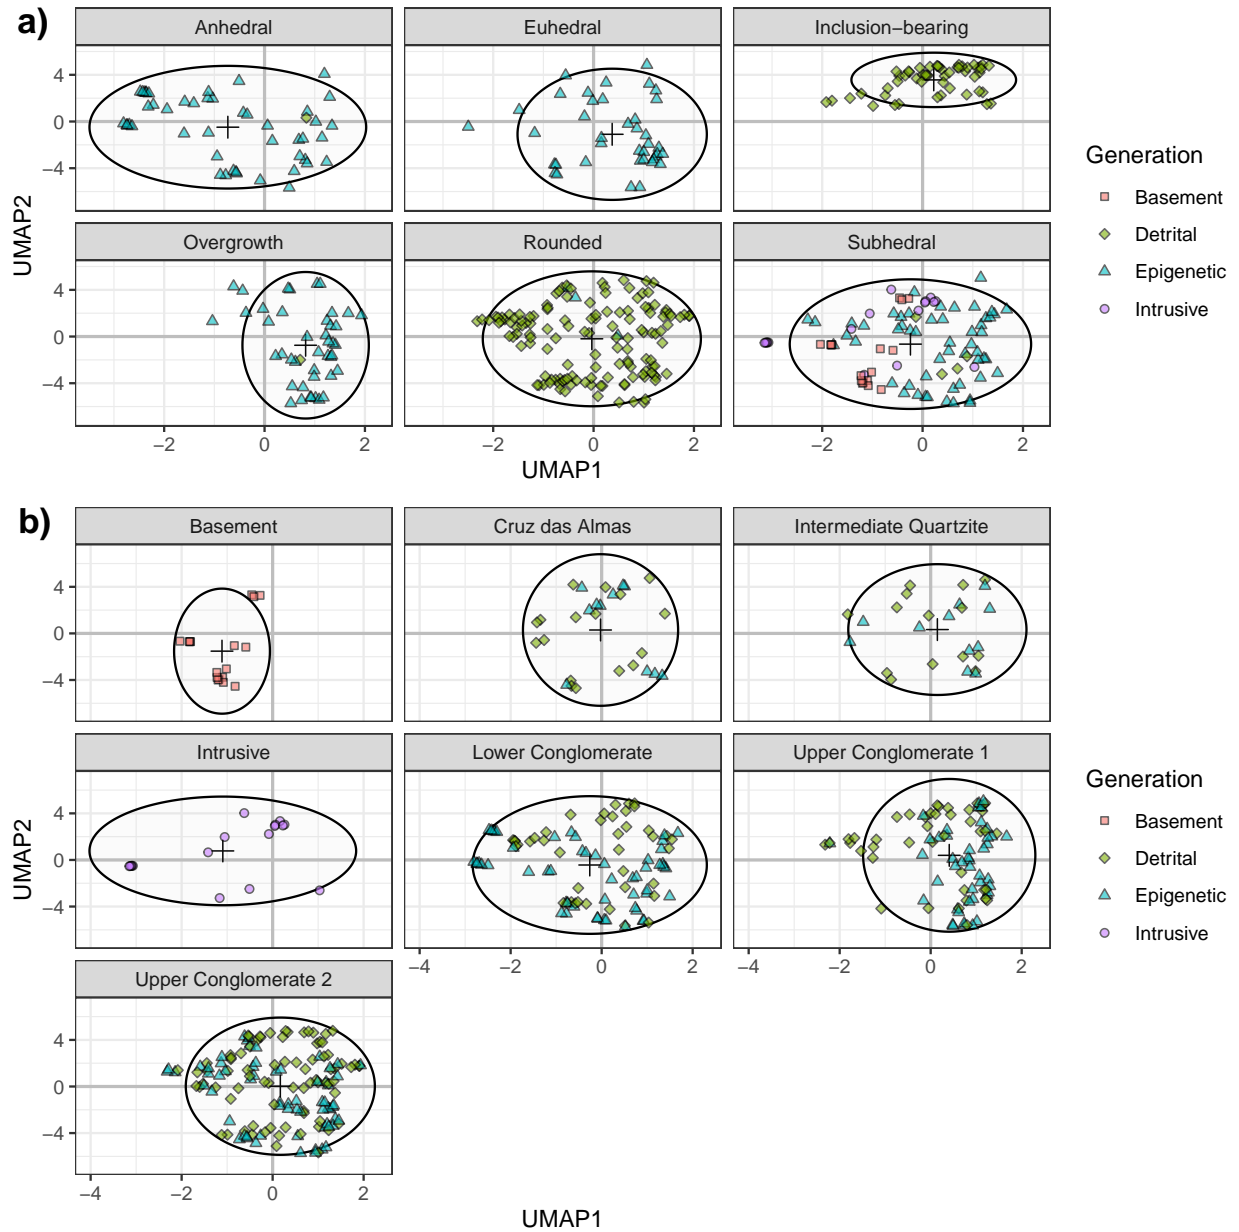 a)
Anhedral
Euhedral
Inclusion−bearing
4
0
−4
Overgrowth
Rounded
Subhedral
4
0
−4
−2 0 2
−2 0 2
−2 0 2
UMAP2
UMAP1
Generation
Basement
Detrital
Epigenetic
Intrusive
b)
Basement
Cruz das Almas
Intermediate Quartzite
4
0
−4
Intrusive
Lower Conglomerate
Upper Conglomerate 1
4
0
−4
−4 −2 0 2
−4 −2 0 2
Upper Conglomerate 2
4
0
−4
−4 −2 0 2
UMAP2
UMAP1
Generation
Basement
Detrital
Epigenetic
Intrusive